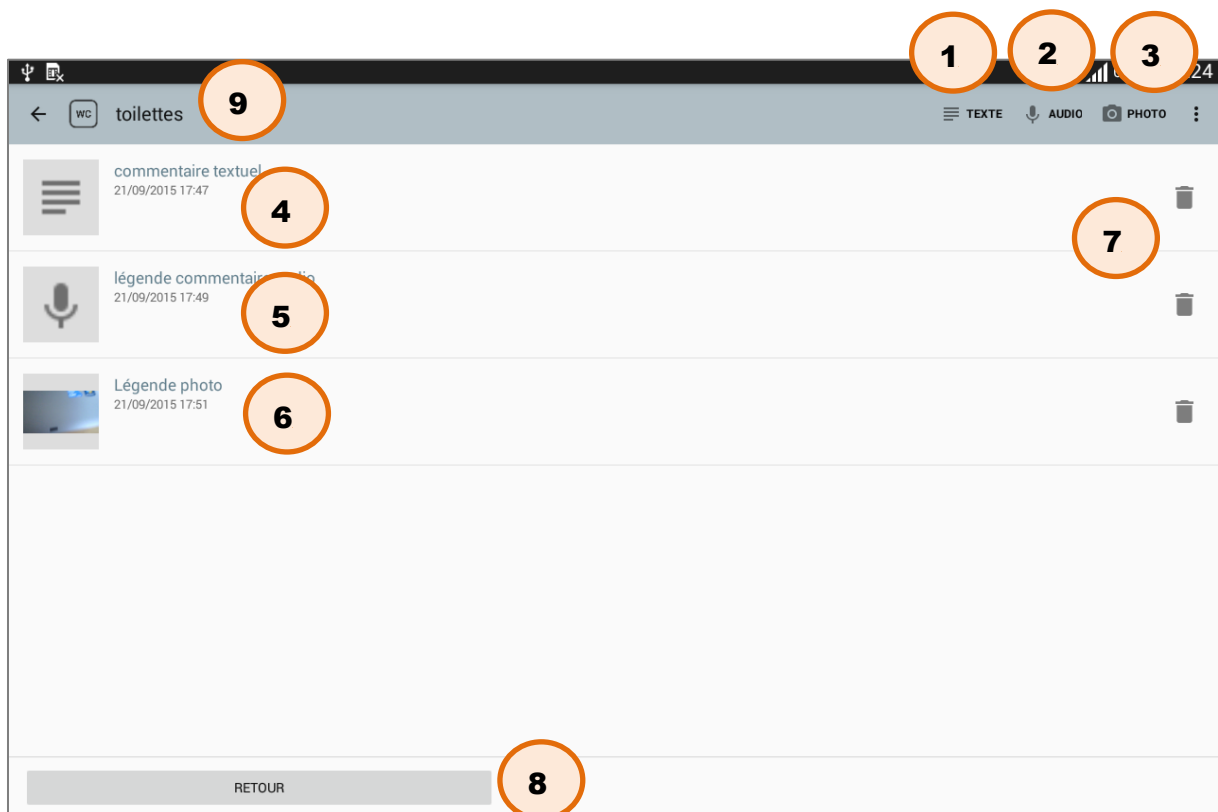 1 2 3
24
WC toilettes 9 TEXTE AUDIO PHOTO
commentaire textuel
21/09/2015 17:47
4
7
légende commentaire
21/09/2015 17:49
5
Légende photo
21/09/2015 17:51
6
RETOUR 8